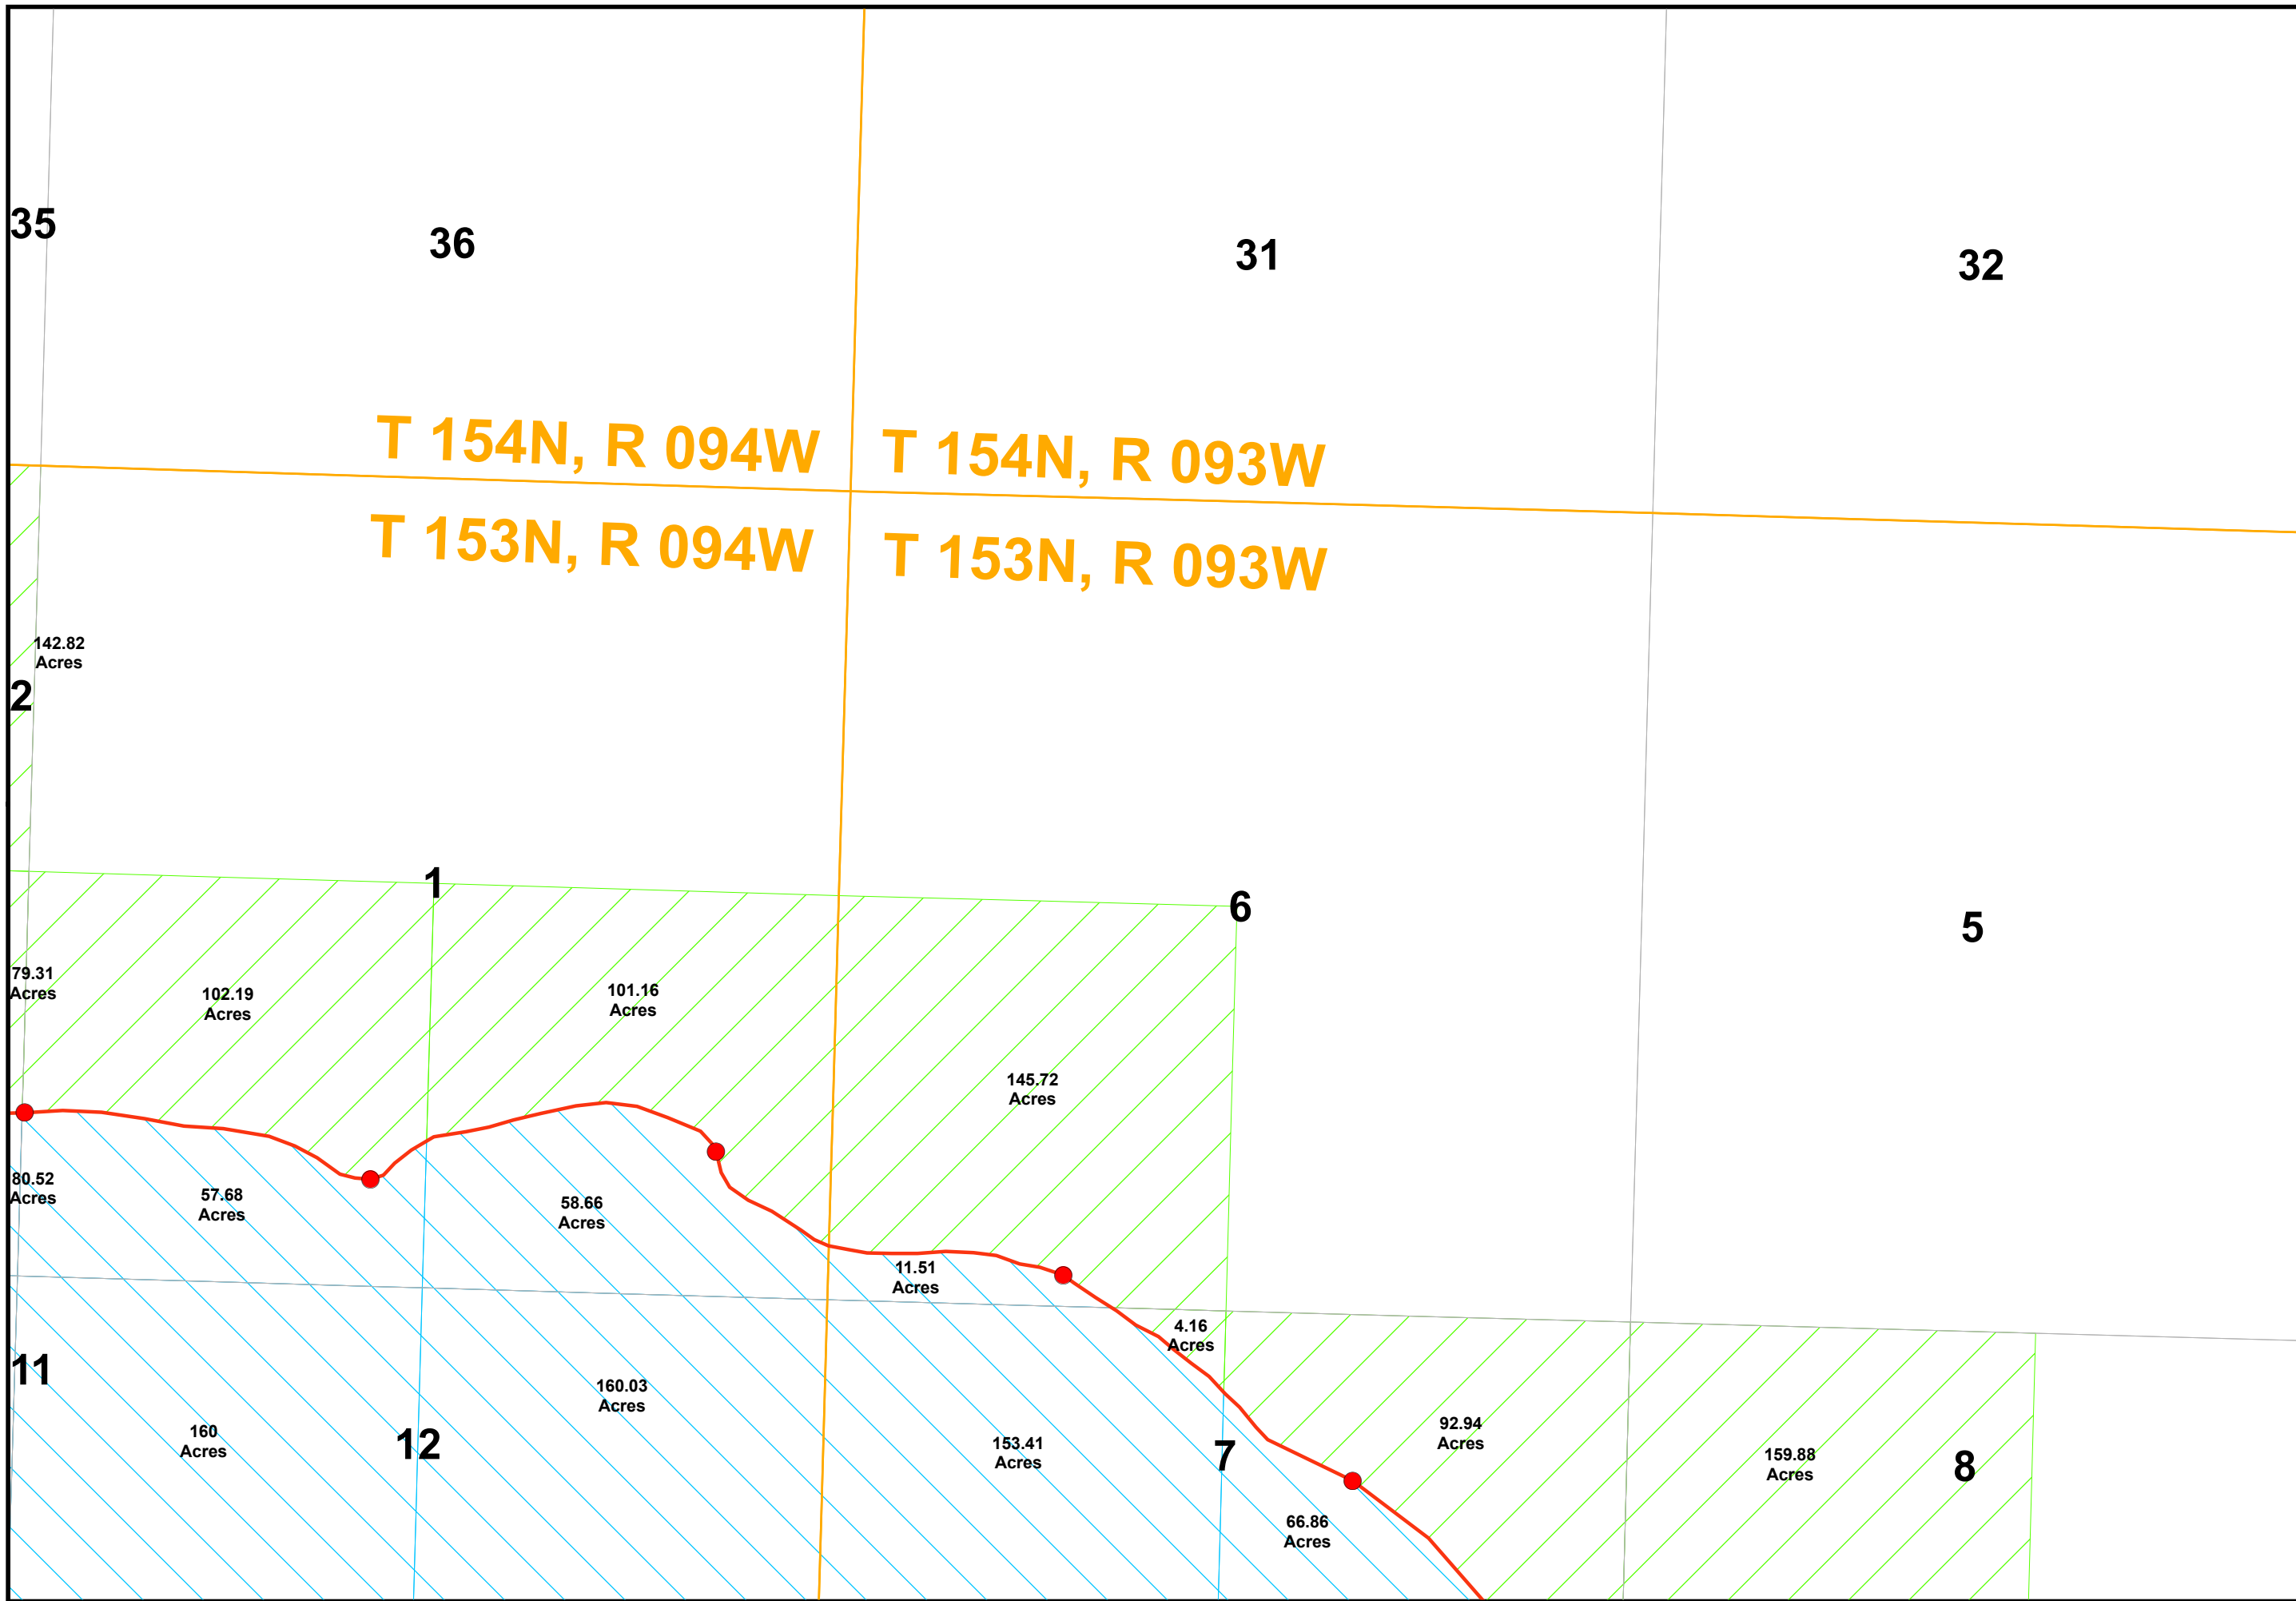 35
36
31
32
T 154N, R 094W
T 154N, R 093W
T 153N, R 094W
T 153N, R 093W
142.82
Acres
2
1
6
5
79.31
Acres
102.19
Acres
101.16
Acres
145.72
Acres
80.52
Acres
57.68
Acres
58.66
Acres
11.51
Acres
4.16
Acres
11
160
Acres
12
160.03
Acres
153.41
Acres
7
92.94
Acres
159.88
Acres
8
66.86
Acres